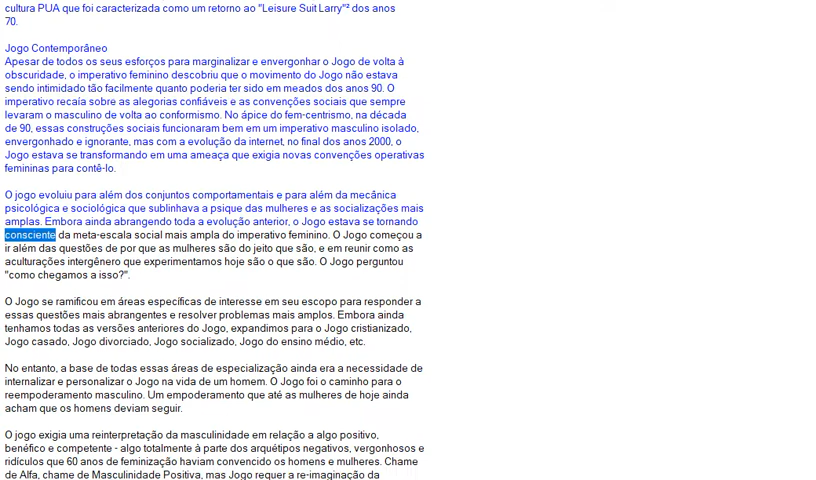 cultura PUA que foi caracterizada como um retorno ao "Leisure Suit Larry"² dos anos
70.
Jogo Contemporâneo
Apesar de todos os seus esforços para marginalizar e envergonhar o Jogo de volta à
obscuridade, o imperativo feminino descobriu que o movimento do Jogo não estava
sendo intimidado tão facilmente quanto poderia ter sido em meados dos anos 90. O
imperativo recaía sobre as alegorias confiáveis e as convenções sociais que sempre
levaram o masculino de volta ao conformismo. No ápice do fem-centrismo, na década
de 90, essas construções sociais funcionaram bem em um imperativo masculino isolado,
envergonhado e ignorante, mas com a evolução da internet, no final dos anos 2000, o
Jogo estava se transformando em uma ameaça que exigia novas convenções operativas
femininas para contê-lo.
O jogo evoluiu para além dos conjuntos comportamentais e para além da mecânica
psicológica e sociológica que sublinhava a psique das mulheres e as socializações mais
amplas. Embora ainda abrangendo toda a evolução anterior, o Jogo estava se tornando
consciente da meta-escala social mais ampla do imperativo feminino. O Jogo começou a
ir além das questões de por que as mulheres são do jeito que são, e em reunir como as
aculturações intergênero que experimentamos hoje são o que são. O Jogo perguntou
"como chegamos a isso?".
O Jogo se ramificou em áreas específicas de interesse em seu escopo para responder a
essas questões mais abrangentes e resolver problemas mais amplos. Embora ainda
tenhamos todas as versões anteriores do Jogo, expandimos para o Jogo cristianizado,
Jogo casado, Jogo divorciado, Jogo socializado, Jogo do ensino médio, etc.
No entanto, a base de todas essas áreas de especialização ainda era a necessidade de
internalizar e personalizar o Jogo na vida de um homem. O Jogo foi o caminho para o
reempoderamento masculino. Um empoderamento que até as mulheres de hoje ainda
acham que os homens deviam seguir.
O jogo exigia uma reinterpretação da masculinidade em relação a algo positivo,
benéfico e competente - algo totalmente à parte dos arquétipos negativos, vergonhosos e
ridículos que 60 anos de feminização haviam convencido os homens e mulheres. Chame
de Alfa, chame de Masculinidade Positiva, mas Jogo requer a re-imaginação da